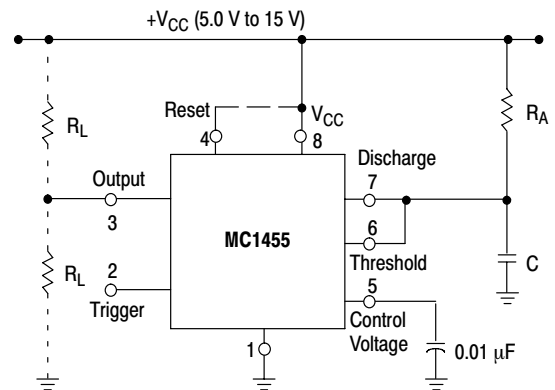 +VCC (5.0 V to 15 V)
Reset
VCC
RL
RA
4
8
Discharge
Output
7
3
MC1455
6
Threshold
C
RL
2
Trigger
5
Control
Voltage
1
0.01 µF